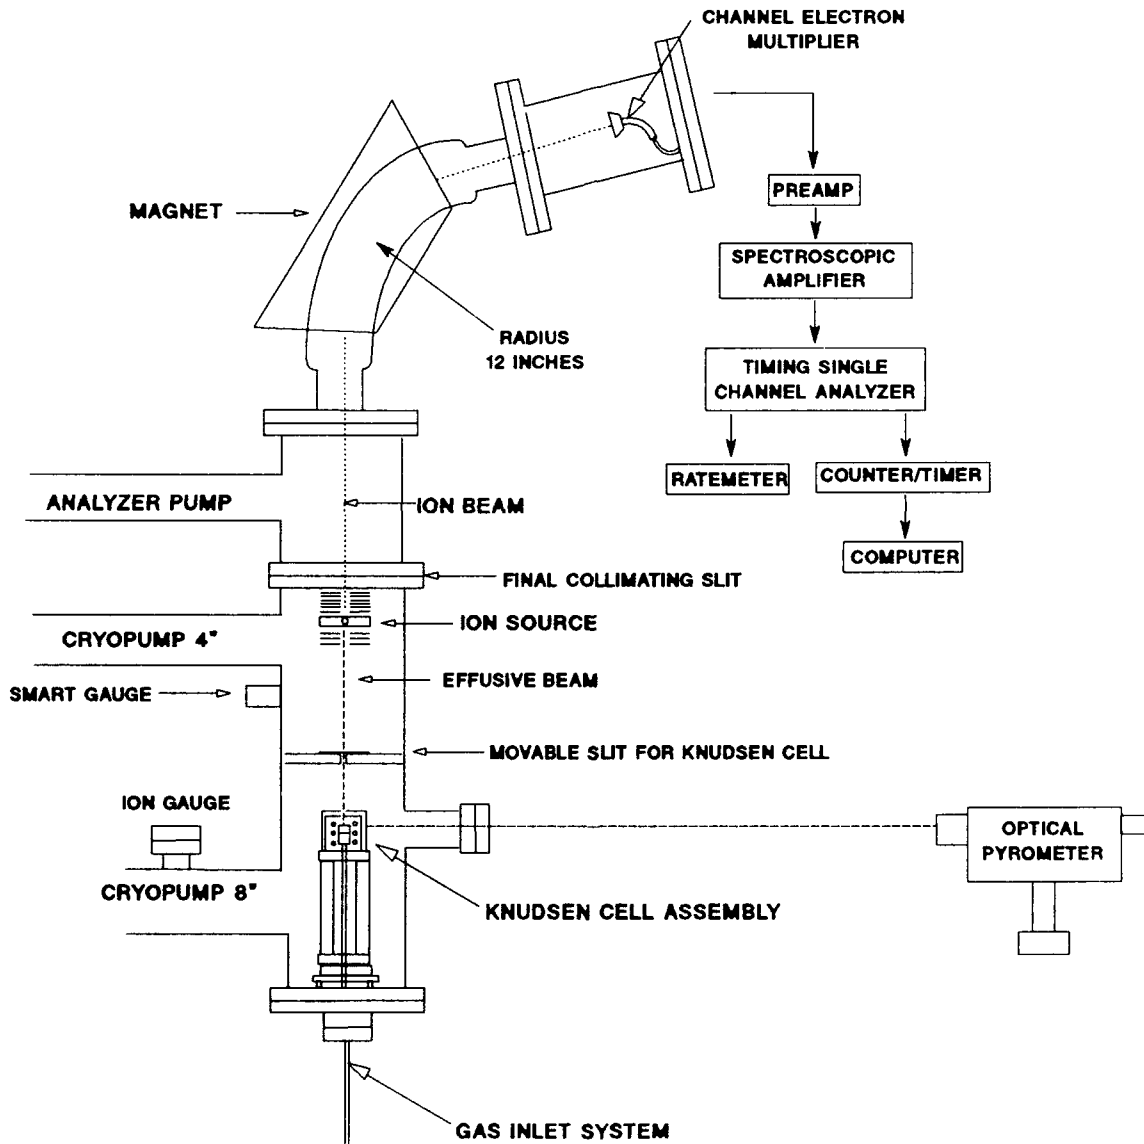 CHANNEL ELECTRON
MULTIPLIER
PREAMP
MAGNET
SPECTROSCOPIC
AMPLIFIER
RADIUS
12 INCHES
TIMING SINGLE
CHANNEL ANALYZER
RATEMETER
COUNTER/TIMER
ANALYZER PUMP
ION BEAM
COMPUTER
FINAL COLLIMATING SLIT
ION SOURCE
CRYOPUMP 4"
EFFUSIVE BEAM
SMART GAUGE
MOVABLE SLIT FOR KNUDSEN CELL
ION GAUGE
OPTICAL
PYROMETER
CRYOPUMP 8"
KNUDSEN CELL ASSEMBLY
GAS INLET SYSTEM